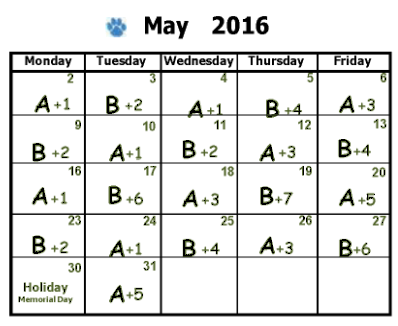 May 2016
Monday Tuesday Wednesday Thursday Friday
2 3 4 5 6
A+1 B+2 A+1 B+4 A+3
9 10 11 12 13
B+2 A+1 B+2 A+3 B+4
16 17 18 19 20
A+1 B+6 A+3 B+7 A+5
23 24 25 26 27
B+2 A+1 B+4 A+3 B+6
30 31
Holiday
Memorial Day A+5